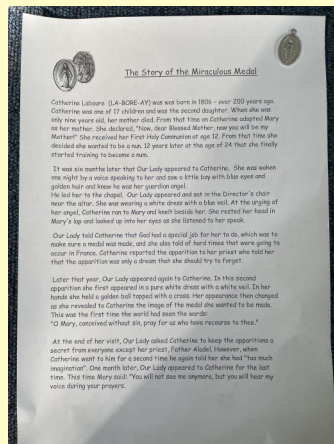 The Story of the Miraculous Medal
Catherine Laboure (LA-BORE-AY) was was born in 1806 – over 200 years ago.
Catherine was one of 17 children and was the second daughter. When she was
only nine years old, her mother died. From that time on Catherine adopted Mary
as her mother. She declared, "Now, dear Blessed Mother, now you will be my
Mother!" She received her First Holy Communion at age 12. From that time she
decided she wanted to be a nun. 12 years later at the age of 24 that she finally
started training to become a nun.
It was six months later that Our Lady appeared to Catherine. She was woken
one night by a voice speaking to her and saw a little boy with blue eyes and
golden hair and knew he was her guardian angel.
He led her to the chapel. Our Lady appeared and sat in the Director's chair
near the altar. She was wearing a white dress with a blue veil. At the urging of
her angel, Catherine ran to Mary and knelt beside her. She rested her head in
Mary's lap and looked up into her eyes as she listened to her speak.
Our Lady told Catherine that God had a special job for her to do, which was to
make sure a medal was made, and she also told of hard times that were going to
occur in France. Catherine reported the apparition to her priest who told her
that the apparition was only a dream that she should try to forget.
Later that year, Our Lady appeared again to Catherine. In this second
apparition she first appeared in a pure white dress with a white veil. In her
hands she held a golden ball topped with a cross. Her appearance then changed
as she revealed to Catherine the image of the medal she wanted to be made.
This was the first time the world had seen the words:
"O Mary, conceived without sin, pray for us who have recourse to thee."
At the end of her visit, Our Lady asked Catherine to keep the apparitions a
secret from everyone except her priest, Father Aladel. However, when
Catherine went to him for a second time he again told her she had "too much
imagination". One month later, Our Lady appeared to Catherine for the last
time. This time Mary said: "You will not see me anymore, but you will hear my
voice during your prayers.